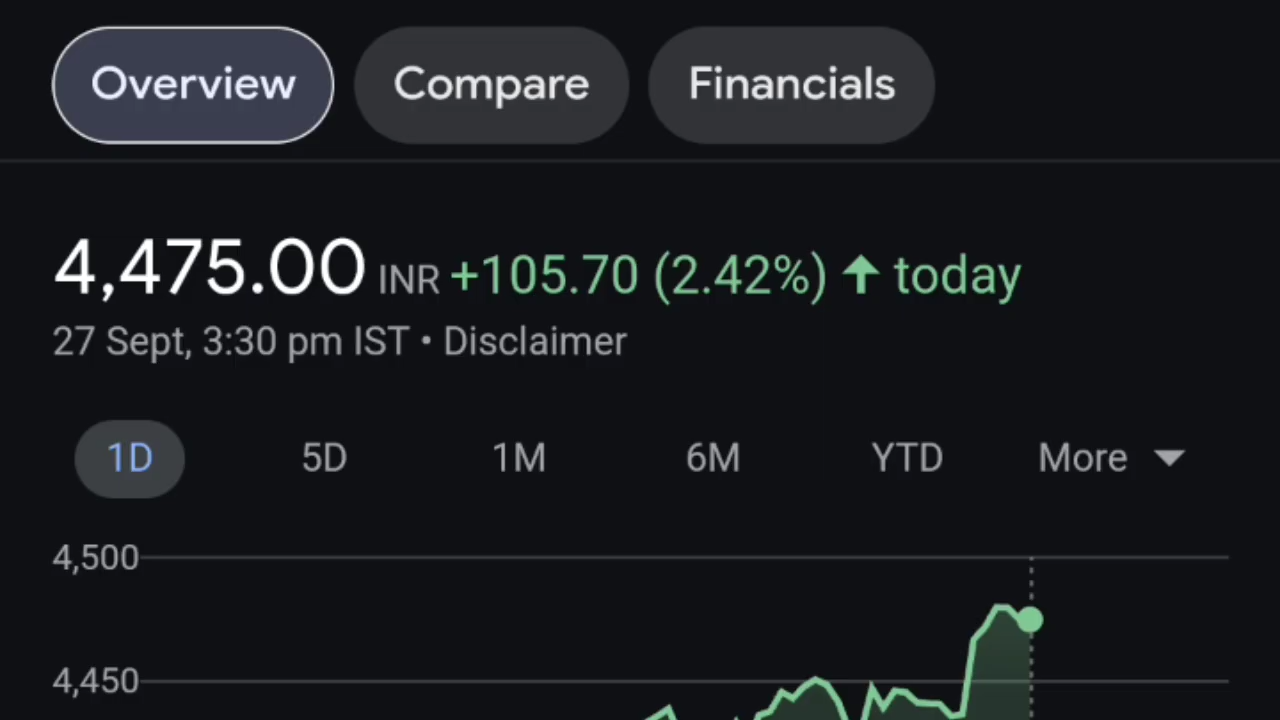 Overview Compare Financials
4,475.00 INR +105.70 (2.42%) ↑ today
27 Sept, 3:30 pm IST • Disclaimer
1D 5D 1M 6M YTD More
4,500
4,450